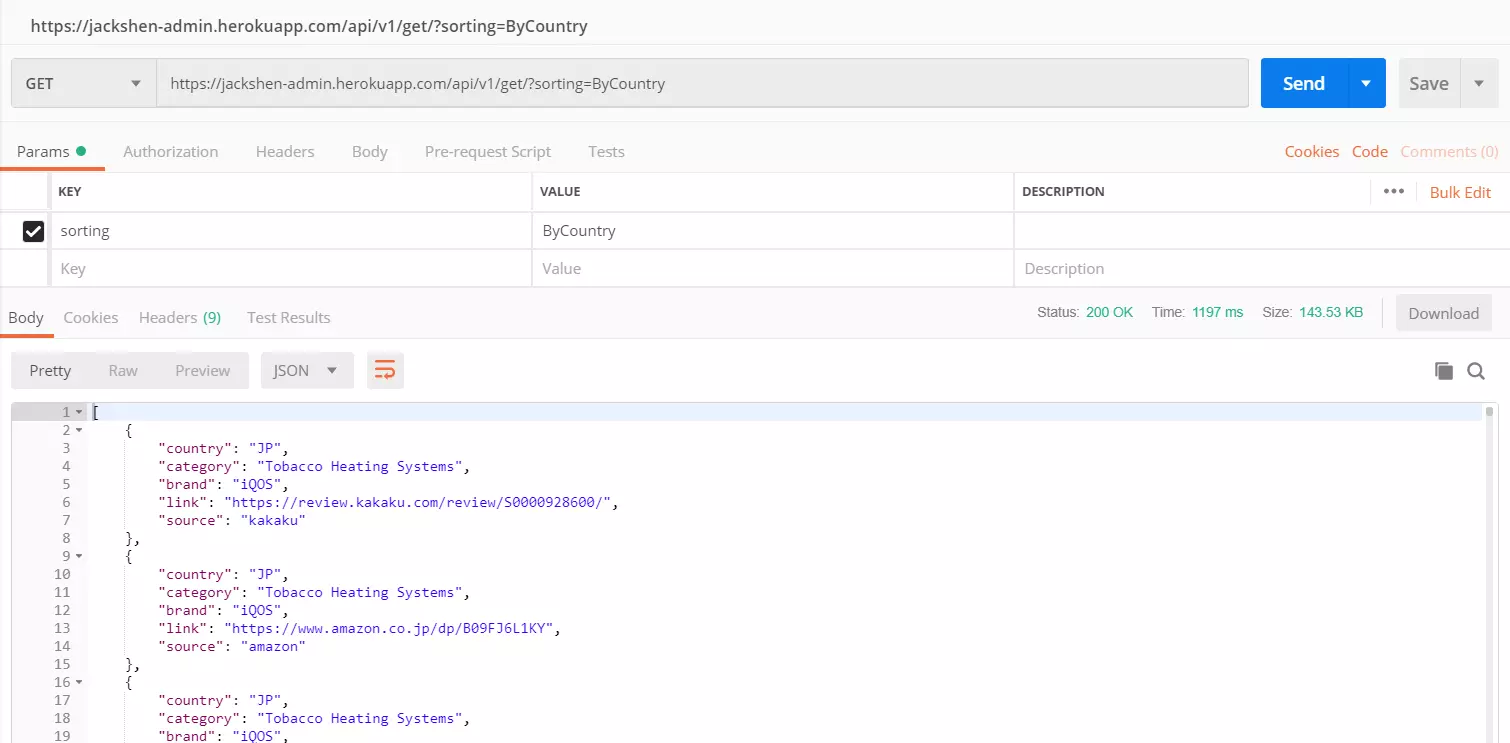 https://jackshen-admin.herokuapp.com/api/v1/get/?sorting=ByCountry
GET https://jackshen-admin.herokuapp.com/api/v1/get/?sorting=ByCountry Send Save
Params Authorization Headers Body Pre-request Script Tests Cookies Code Comments (0)
KEY VALUE DESCRIPTION ••• Bulk Edit
sorting ByCountry
Key Value Description
Body Cookies Headers (9) Test Results Status: 200 OK Time: 1197 ms Size: 143.53 KB Download
Pretty Raw Preview JSON
1 [
2 {
3 "country": "JP",
4 "category": "Tobacco Heating Systems",
5 "brand": "iQOS",
6 "link": "https://review.kakaku.com/review/S0000928600/",
7 "source": "kakaku"
8 },
9 {
10 "country": "JP",
11 "category": "Tobacco Heating Systems",
12 "brand": "iQOS",
13 "link": "https://www.amazon.co.jp/dp/B09FJ6L1KY",
14 "source": "amazon"
15 },
16 {
17 "country": "JP",
18 "category": "Tobacco Heating Systems",
19 "brand": "iQOS",